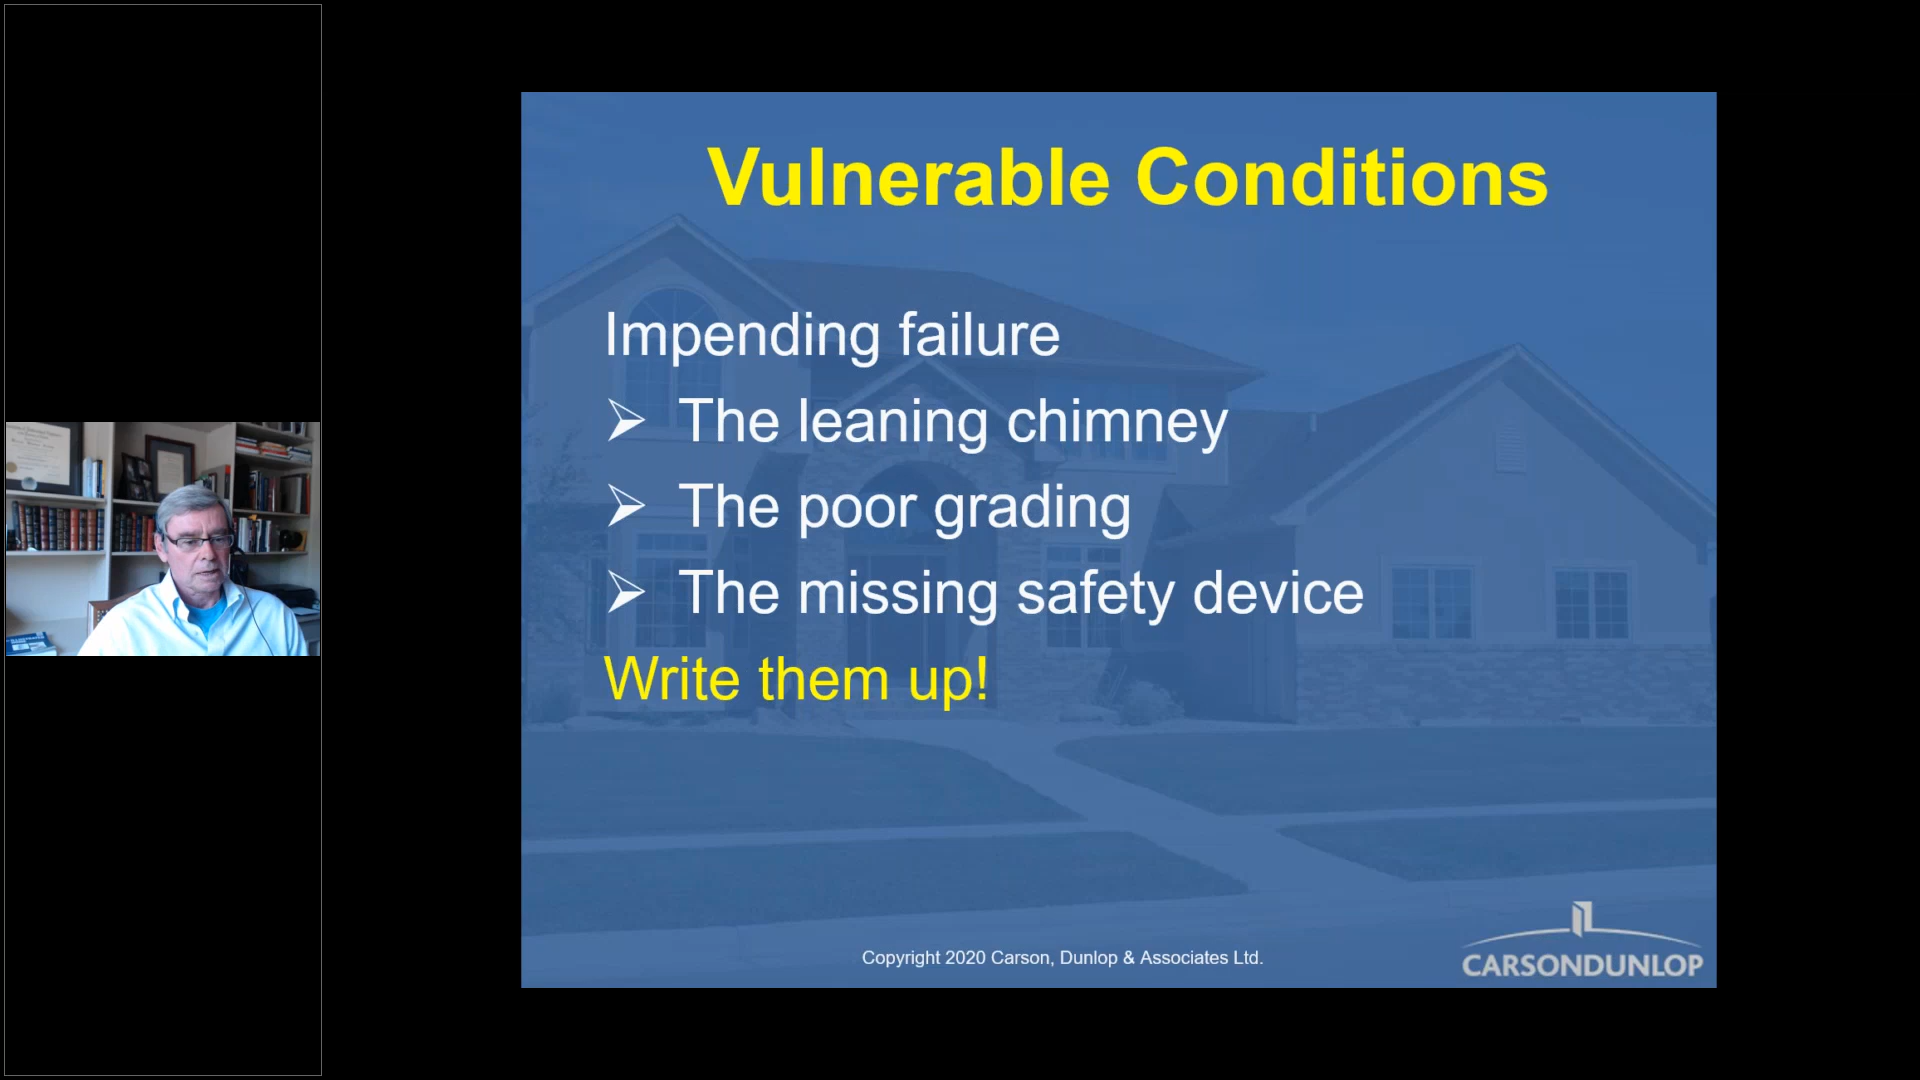 Vulnerable Conditions
Impending failure
➢ The leaning chimney
➢ The poor grading
➢ The missing safety device
Write them up!
Copyright 2020 Carson, Dunlop & Associates Ltd.
CARSONDUNLOP